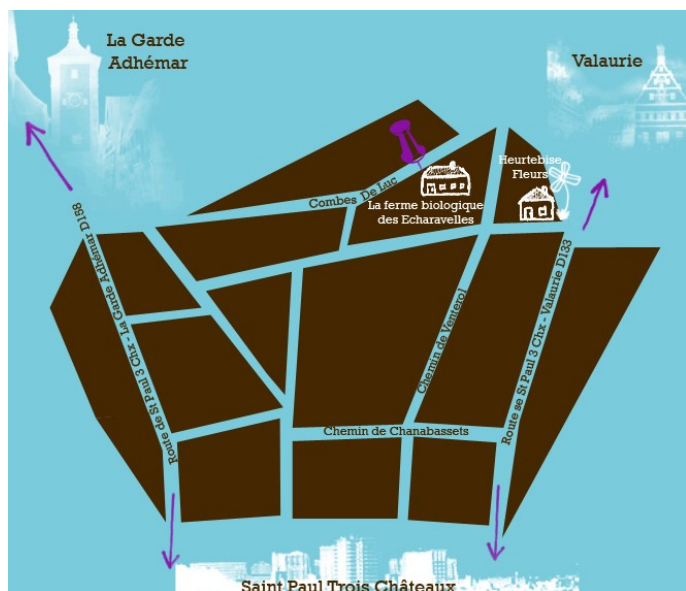 La Garde
Adhémar
Valaurie
Heurtebise
Fleurs
Combes De Luc
La ferme biologique
des Echaravelles
Route de St Paul 3 Chx - La Garde Adhémar D158
Chemin de Venterol
Route se St Paul 3 Chx - Valaurie D133
Chemin de Chanabassets
Saint Paul Trois Châteaux